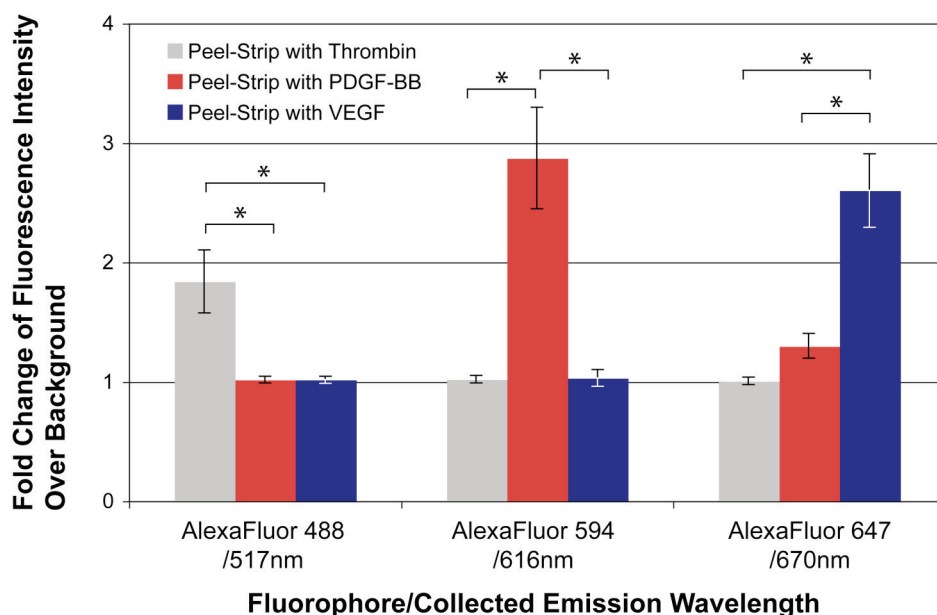 Fold Change of Fluorescence Intensity
Over Background
4
3
2
1
0
Peel-Strip with Thrombin
Peel-Strip with PDGF-BB
Peel-Strip with VEGF
*
*
*
*
*
*
AlexaFluor 488
/517nm
AlexaFluor 594
/616nm
AlexaFluor 647
/670nm
Fluorophore/Collected Emission Wavelength